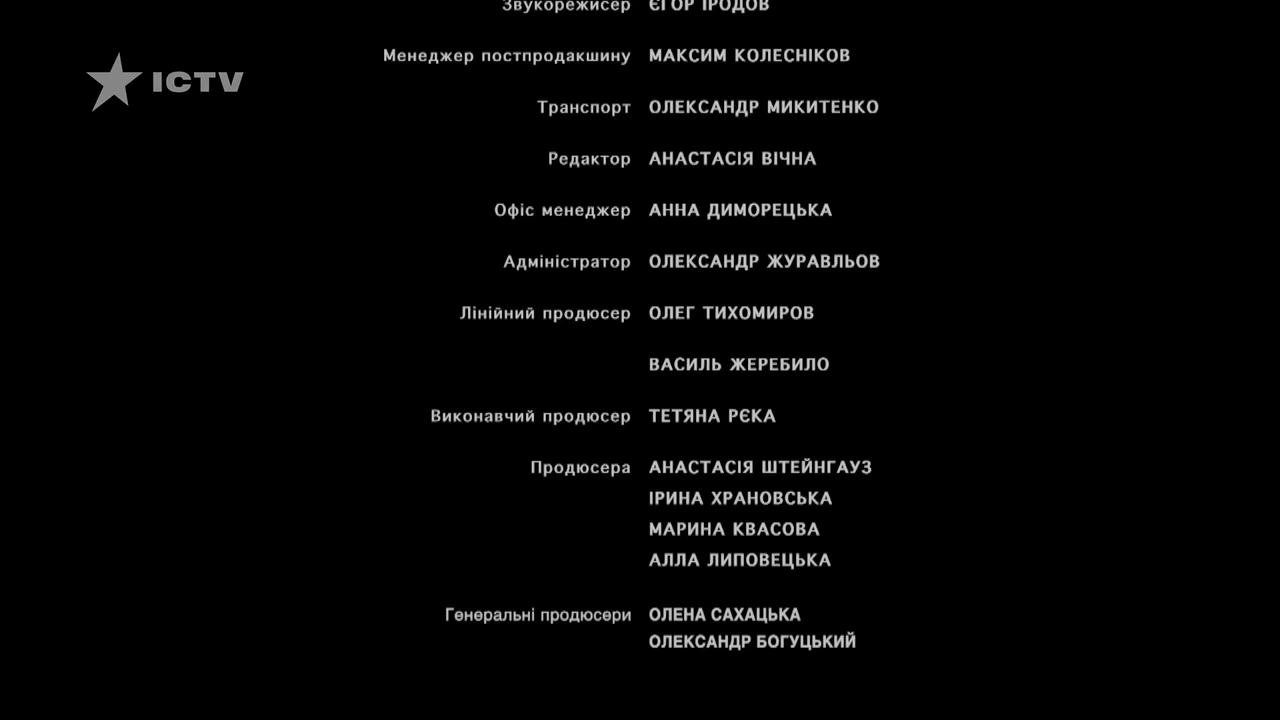 Звукорежисер ЄГОР ІРОДОВ
ICTV
Менеджер постпродакшину МАКСИМ КОЛЕСНІКОВ
Транспорт ОЛЕКСАНДР МИКИТЕНКО
Редактор АНАСТАСІЯ ВІЧНА
Офіс менеджер АННА ДИМОРЕЦЬКА
Адміністратор ОЛЕКСАНДР ЖУРАВЛЬОВ
Лінійний продюсер ОЛЕГ ТИХОМИРОВ
ВАСИЛЬ ЖЕРЕБИЛО
Виконавчий продюсер ТЕТЯНА РЄКА
Продюсера АНАСТАСІЯ ШТЕЙНГАУЗ
ІРИНА ХРАНОВСЬКА
МАРИНА КВАСОВА
АЛЛА ЛИПОВЕЦЬКА
Генеральні продюсери ОЛЕНА САХАЦЬКА
ОЛЕКСАНДР БОГУЦЬКИЙ